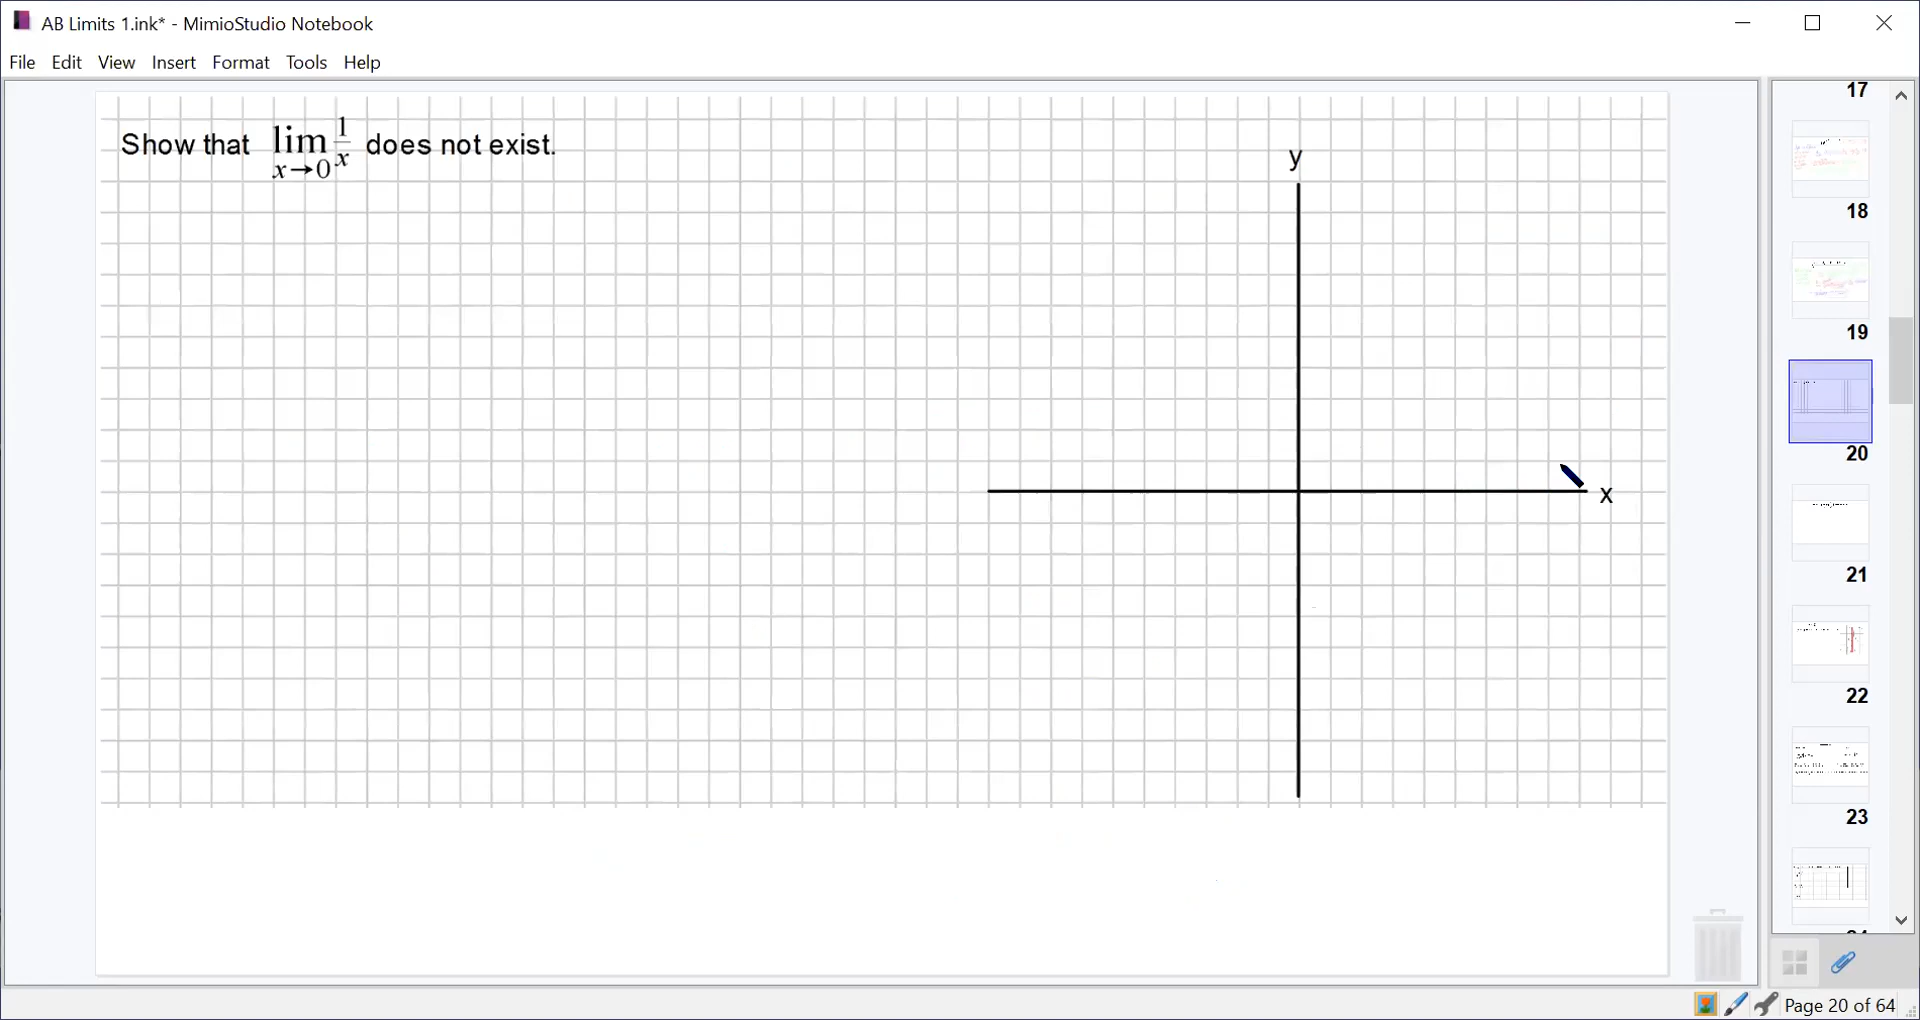 AB Limits 1.ink* - MimioStudio Notebook
File Edit View Insert Format Tools Help
Show that lim x→0 1/x does not exist.
y
x
17
18
19
20
21
22
23
Page 20 of 64